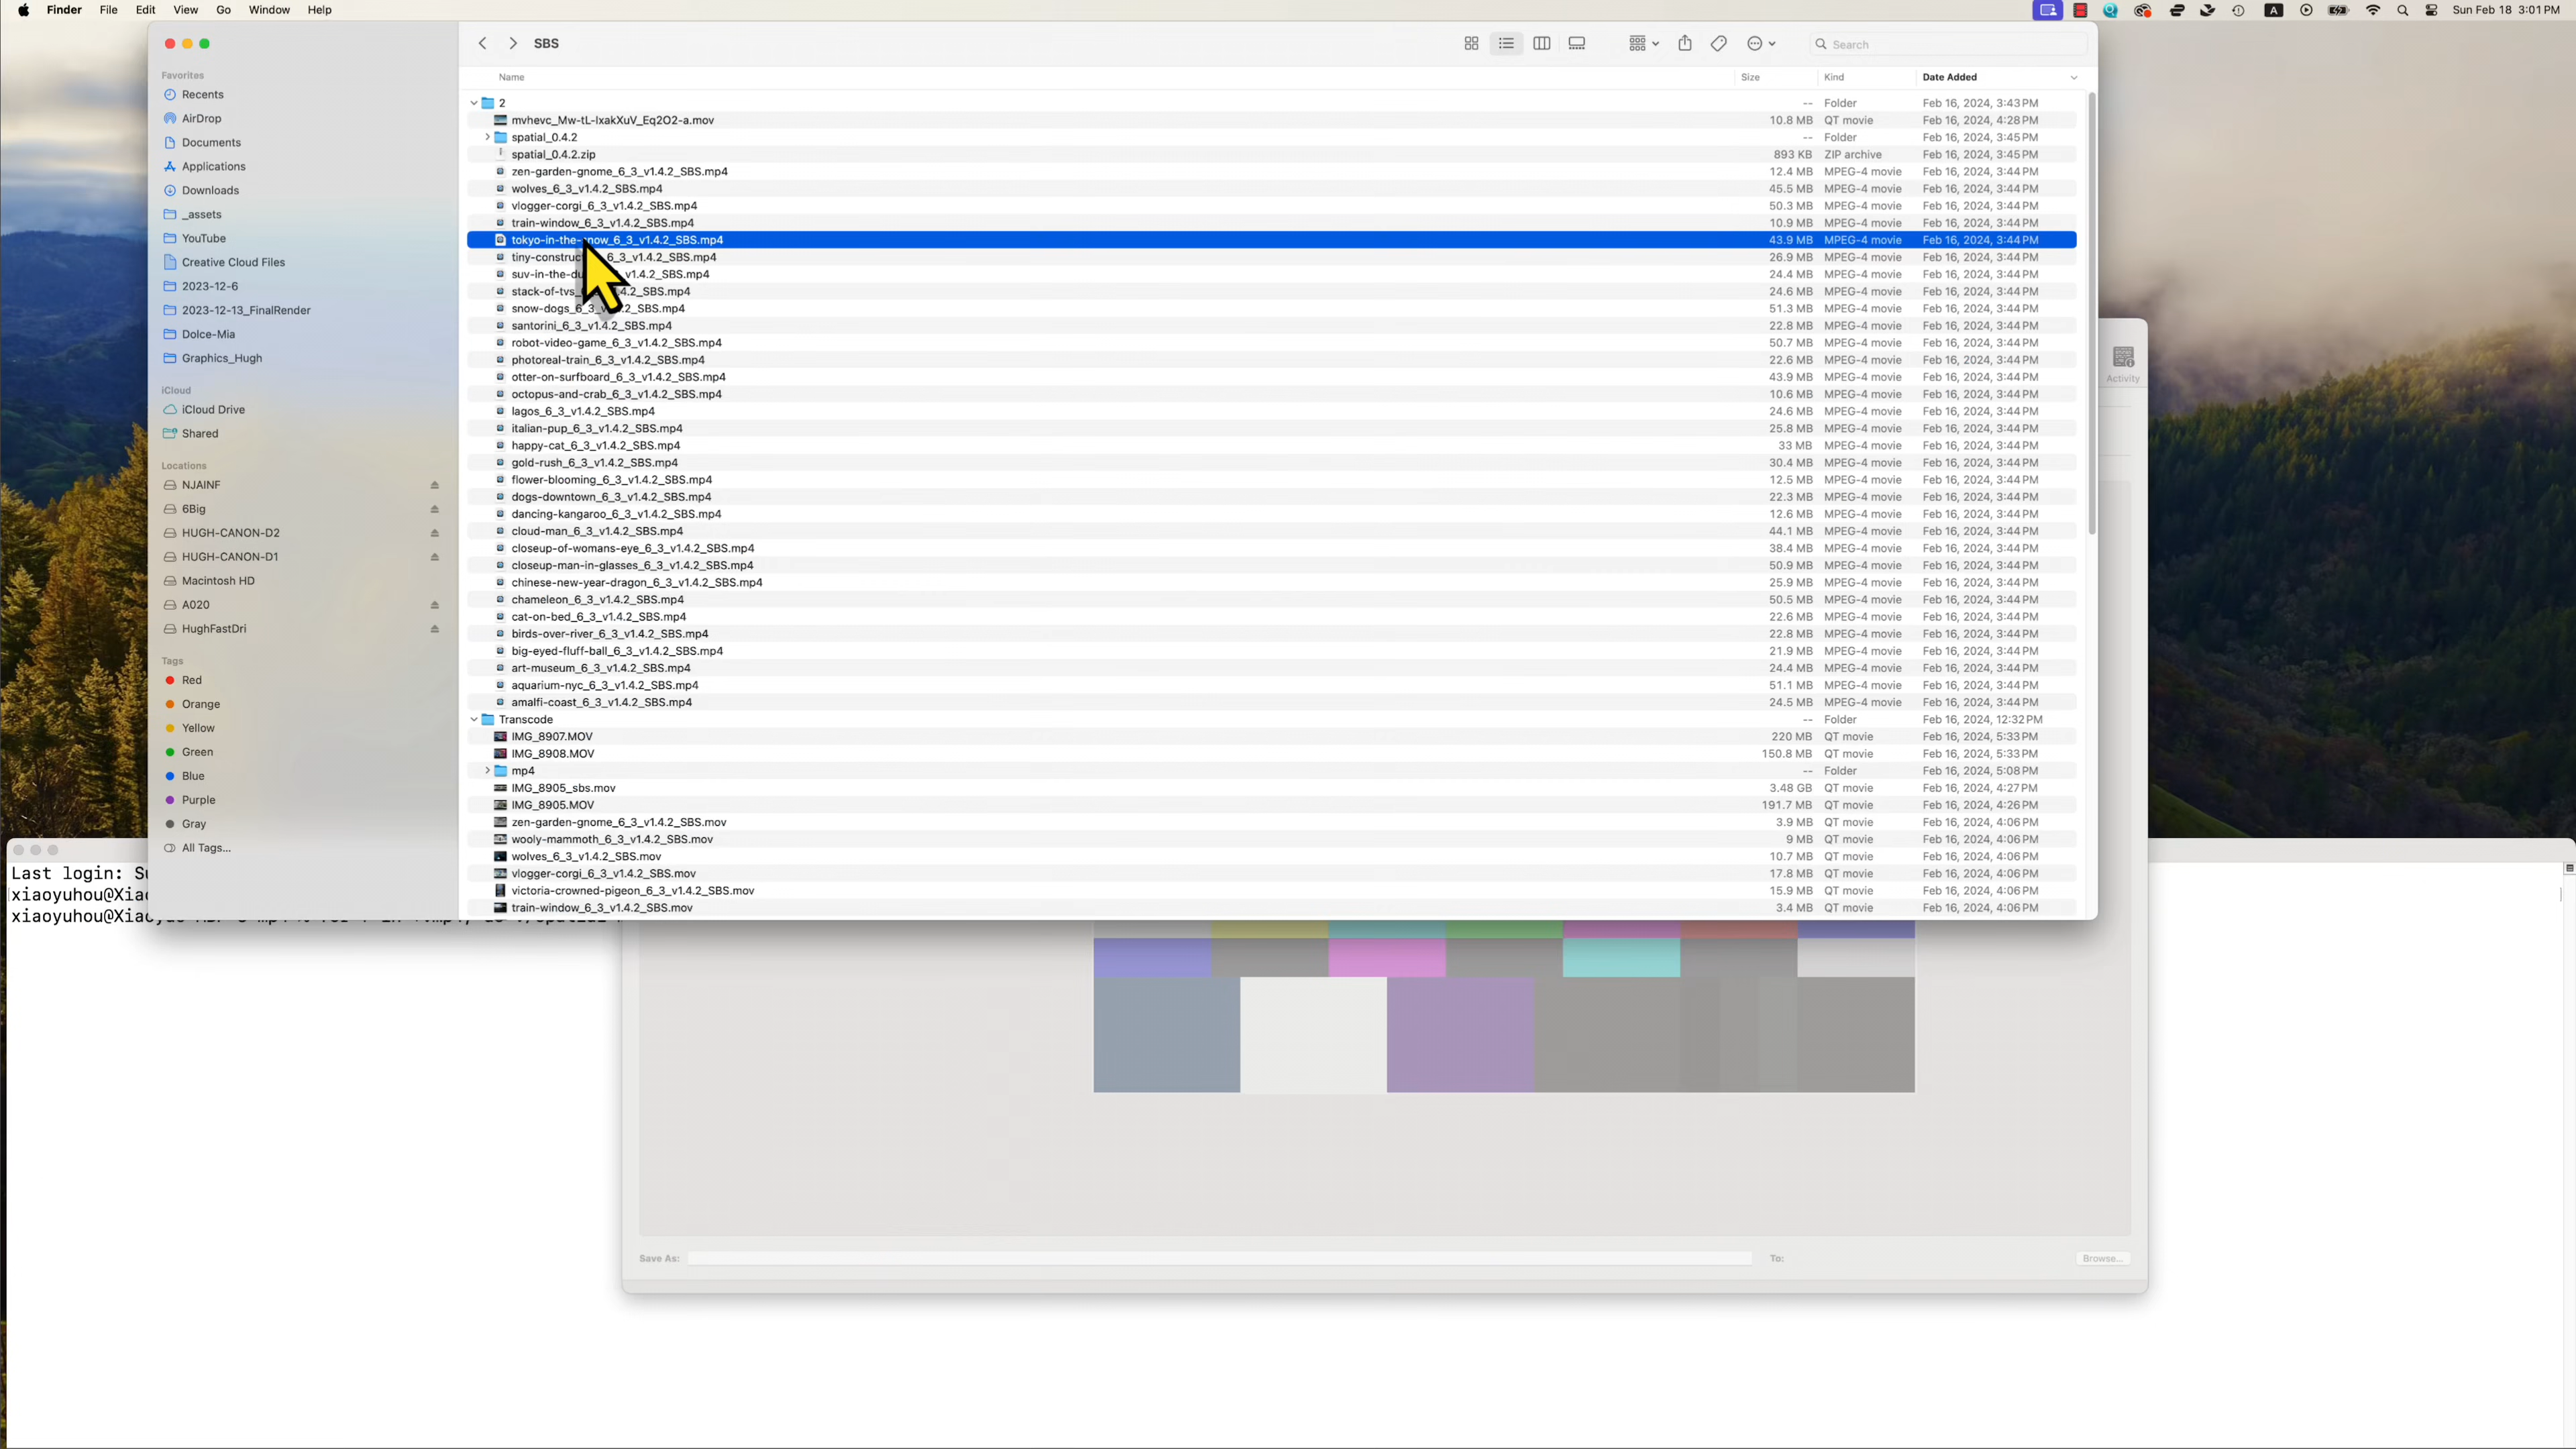 Finder File Edit View Go Window Help
Sun Feb 18 3:01 PM
SBS
Search
Favorites
Recents
AirDrop
Documents
Applications
Downloads
_assets
YouTube
Creative Cloud Files
2023-12-6
2023-12-13_FinalRender
Dolce-Mia
Graphics_Hugh
iCloud
iCloud Drive
Shared
Locations
NJAINF
6Big
HUGH-CANON-D2
HUGH-CANON-D1
Macintosh HD
A020
HughFastDri
Tags
Red
Orange
Yellow
Green
Blue
Purple
Gray
All Tags...
Name Size Kind Date Added
2 -- Folder Feb 16, 2024, 3:43 PM
mvhevc_Mw-tL-IxakXuV_Eq2O2-a.mov 10.8 MB QT movie Feb 16, 2024, 4:28 PM
spatial_0.4.2 -- Folder Feb 16, 2024, 3:45 PM
spatial_0.4.2.zip 893 KB ZIP archive Feb 16, 2024, 3:45 PM
zen-garden-gnome_6_3_v1.4.2_SBS.mp4 12.4 MB MPEG-4 movie Feb 16, 2024, 3:44 PM
wolves_6_3_v1.4.2_SBS.mp4 45.5 MB MPEG-4 movie Feb 16, 2024, 3:44 PM
vlogger-corgi_6_3_v1.4.2_SBS.mp4 50.3 MB MPEG-4 movie Feb 16, 2024, 3:44 PM
train-window_6_3_v1.4.2_SBS.mp4 10.9 MB MPEG-4 movie Feb 16, 2024, 3:44 PM
tokyo-in-the-snow_6_3_v1.4.2_SBS.mp4 43.9 MB MPEG-4 movie Feb 16, 2024, 3:44 PM
tiny-construc 6_3_v1.4.2_SBS.mp4 26.9 MB MPEG-4 movie Feb 16, 2024, 3:44 PM
suv-in-the-du v1.4.2_SBS.mp4 24.4 MB MPEG-4 movie Feb 16, 2024, 3:44 PM
stack-of-tvs_ 4.2_SBS.mp4 24.6 MB MPEG-4 movie Feb 16, 2024, 3:44 PM
snow-dogs_6_3_v1.4.2_SBS.mp4 51.3 MB MPEG-4 movie Feb 16, 2024, 3:44 PM
santorini_6_3_v1.4.2_SBS.mp4 22.8 MB MPEG-4 movie Feb 16, 2024, 3:44 PM
robot-video-game_6_3_v1.4.2_SBS.mp4 50.7 MB MPEG-4 movie Feb 16, 2024, 3:44 PM
photoreal-train_6_3_v1.4.2_SBS.mp4 22.6 MB MPEG-4 movie Feb 16, 2024, 3:44 PM
otter-on-surfboard_6_3_v1.4.2_SBS.mp4 43.9 MB MPEG-4 movie Feb 16, 2024, 3:44 PM
octopus-and-crab_6_3_v1.4.2_SBS.mp4 10.6 MB MPEG-4 movie Feb 16, 2024, 3:44 PM
lagos_6_3_v1.4.2_SBS.mp4 24.6 MB MPEG-4 movie Feb 16, 2024, 3:44 PM
italian-pup_6_3_v1.4.2_SBS.mp4 25.8 MB MPEG-4 movie Feb 16, 2024, 3:44 PM
happy-cat_6_3_v1.4.2_SBS.mp4 33 MB MPEG-4 movie Feb 16, 2024, 3:44 PM
gold-rush_6_3_v1.4.2_SBS.mp4 30.4 MB MPEG-4 movie Feb 16, 2024, 3:44 PM
flower-blooming_6_3_v1.4.2_SBS.mp4 12.5 MB MPEG-4 movie Feb 16, 2024, 3:44 PM
dogs-downtown_6_3_v1.4.2_SBS.mp4 22.3 MB MPEG-4 movie Feb 16, 2024, 3:44 PM
dancing-kangaroo_6_3_v1.4.2_SBS.mp4 12.6 MB MPEG-4 movie Feb 16, 2024, 3:44 PM
cloud-man_6_3_v1.4.2_SBS.mp4 44.1 MB MPEG-4 movie Feb 16, 2024, 3:44 PM
closeup-of-womans-eye_6_3_v1.4.2_SBS.mp4 38.4 MB MPEG-4 movie Feb 16, 2024, 3:44 PM
closeup-man-in-glasses_6_3_v1.4.2_SBS.mp4 50.9 MB MPEG-4 movie Feb 16, 2024, 3:44 PM
chinese-new-year-dragon_6_3_v1.4.2_SBS.mp4 25.9 MB MPEG-4 movie Feb 16, 2024, 3:44 PM
chameleon_6_3_v1.4.2_SBS.mp4 50.5 MB MPEG-4 movie Feb 16, 2024, 3:44 PM
cat-on-bed_6_3_v1.4.2_SBS.mp4 22.6 MB MPEG-4 movie Feb 16, 2024, 3:44 PM
birds-over-river_6_3_v1.4.2_SBS.mp4 22.8 MB MPEG-4 movie Feb 16, 2024, 3:44 PM
big-eyed-fluff-ball_6_3_v1.4.2_SBS.mp4 21.9 MB MPEG-4 movie Feb 16, 2024, 3:44 PM
art-museum_6_3_v1.4.2_SBS.mp4 24.4 MB MPEG-4 movie Feb 16, 2024, 3:44 PM
aquarium-nyc_6_3_v1.4.2_SBS.mp4 51.1 MB MPEG-4 movie Feb 16, 2024, 3:44 PM
amalfi-coast_6_3_v1.4.2_SBS.mp4 24.5 MB MPEG-4 movie Feb 16, 2024, 3:44 PM
Transcode -- Folder Feb 16, 2024, 12:32 PM
IMG_8907.MOV 220 MB QT movie Feb 16, 2024, 5:33 PM
IMG_8908.MOV 150.8 MB QT movie Feb 16, 2024, 5:33 PM
mp4 -- Folder Feb 16, 2024, 5:08 PM
IMG_8905_sbs.mov 3.48 GB QT movie Feb 16, 2024, 4:27 PM
IMG_8905.MOV 191.7 MB QT movie Feb 16, 2024, 4:26 PM
zen-garden-gnome_6_3_v1.4.2_SBS.mov 3.9 MB QT movie Feb 16, 2024, 4:06 PM
wooly-mammoth_6_3_v1.4.2_SBS.mov 9 MB QT movie Feb 16, 2024, 4:06 PM
wolves_6_3_v1.4.2_SBS.mov 10.7 MB QT movie Feb 16, 2024, 4:06 PM
vlogger-corgi_6_3_v1.4.2_SBS.mov 17.8 MB QT movie Feb 16, 2024, 4:06 PM
victoria-crowned-pigeon_6_3_v1.4.2_SBS.mov 15.9 MB QT movie Feb 16, 2024, 4:06 PM
train-window_6_3_v1.4.2_SBS.mov 3.4 MB QT movie Feb 16, 2024, 4:06 PM
Activity
Last login: Su
xiaoyuhou@Xiao
xiaoyuhou@Xiaoyus
Save As: To: Browse...